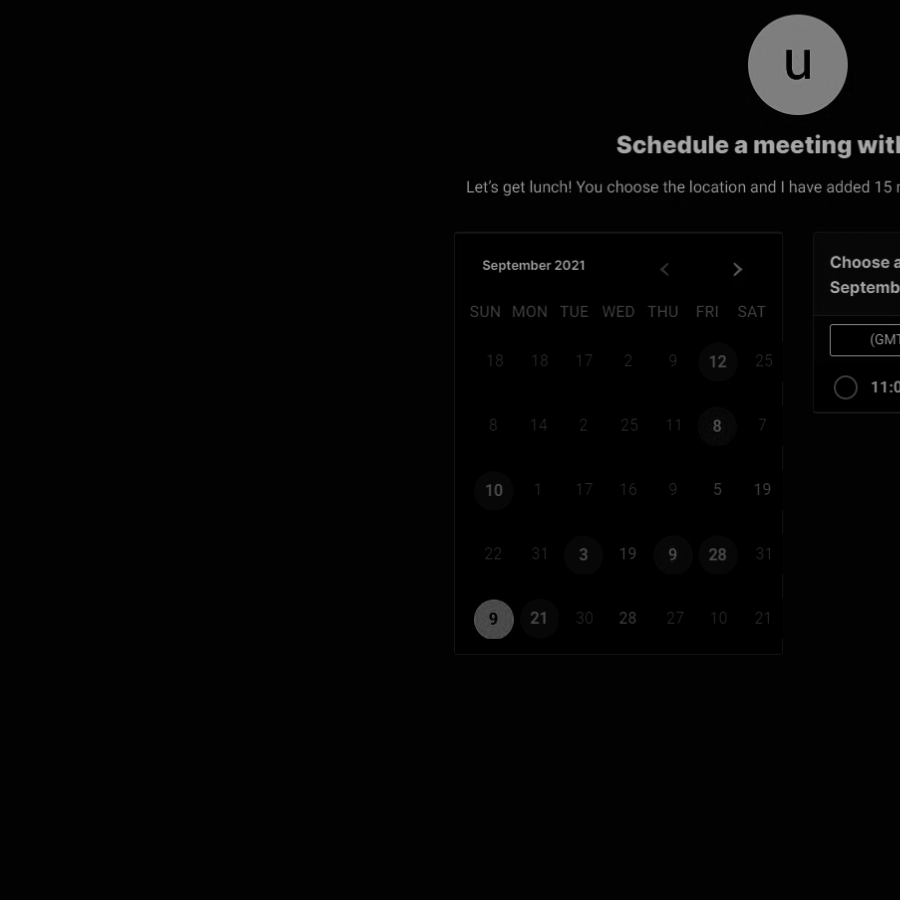 u
Schedule a meeting with
Let's get lunch! You choose the location and I have added 15
September 2021
SUN MON TUE WED THU FRI SAT
18 18 17 2 9 12 25
8 14 2 25 11 8 7
10 1 17 16 9 5 19
22 31 3 19 9 28 31
9 21 30 28 27 10 21
Choose a
Septemb
(GMT
11:0